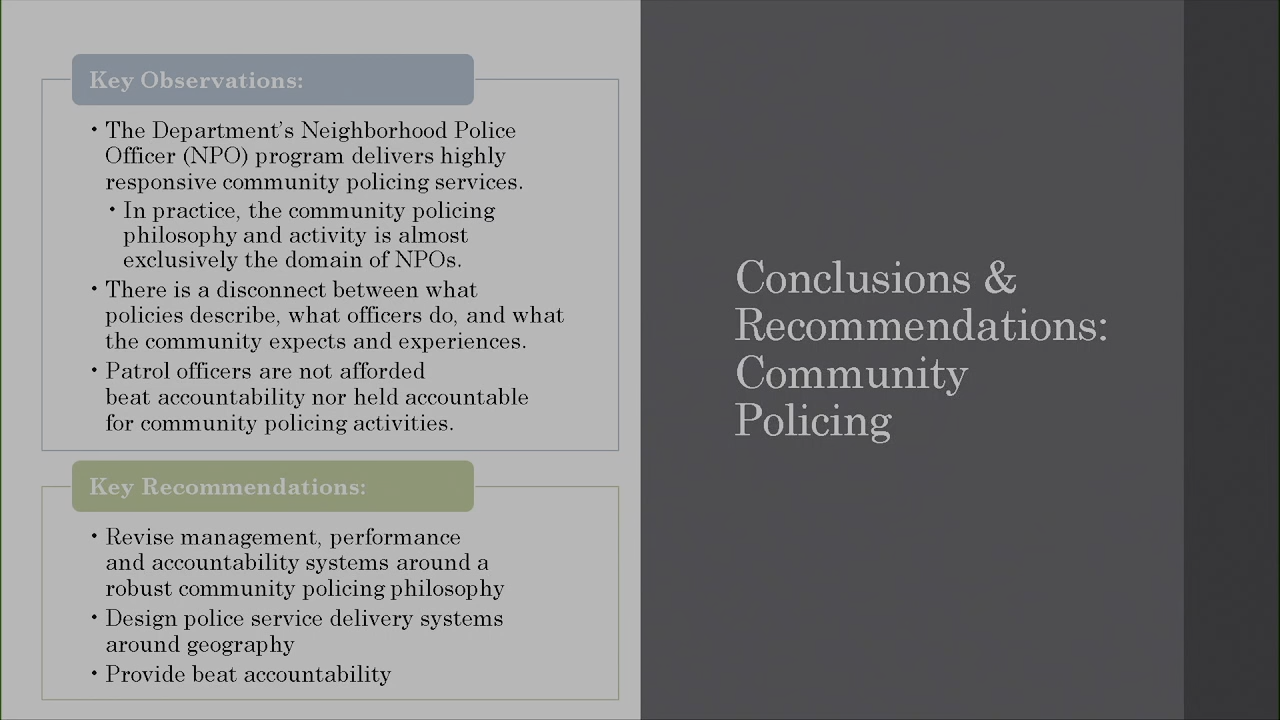 Key Observations:
• The Department's Neighborhood Police
Officer (NPO) program delivers highly
responsive community policing services.
• In practice, the community policing
philosophy and activity is almost
exclusively the domain of NPOs.
• There is a disconnect between what
policies describe, what officers do, and what
the community expects and experiences.
• Patrol officers are not afforded
beat accountability nor held accountable
for community policing activities.
Key Recommendations:
• Revise management, performance
and accountability systems around a
robust community policing philosophy
• Design police service delivery systems
around geography
• Provide beat accountability
Conclusions &
Recommendations:
Community
Policing